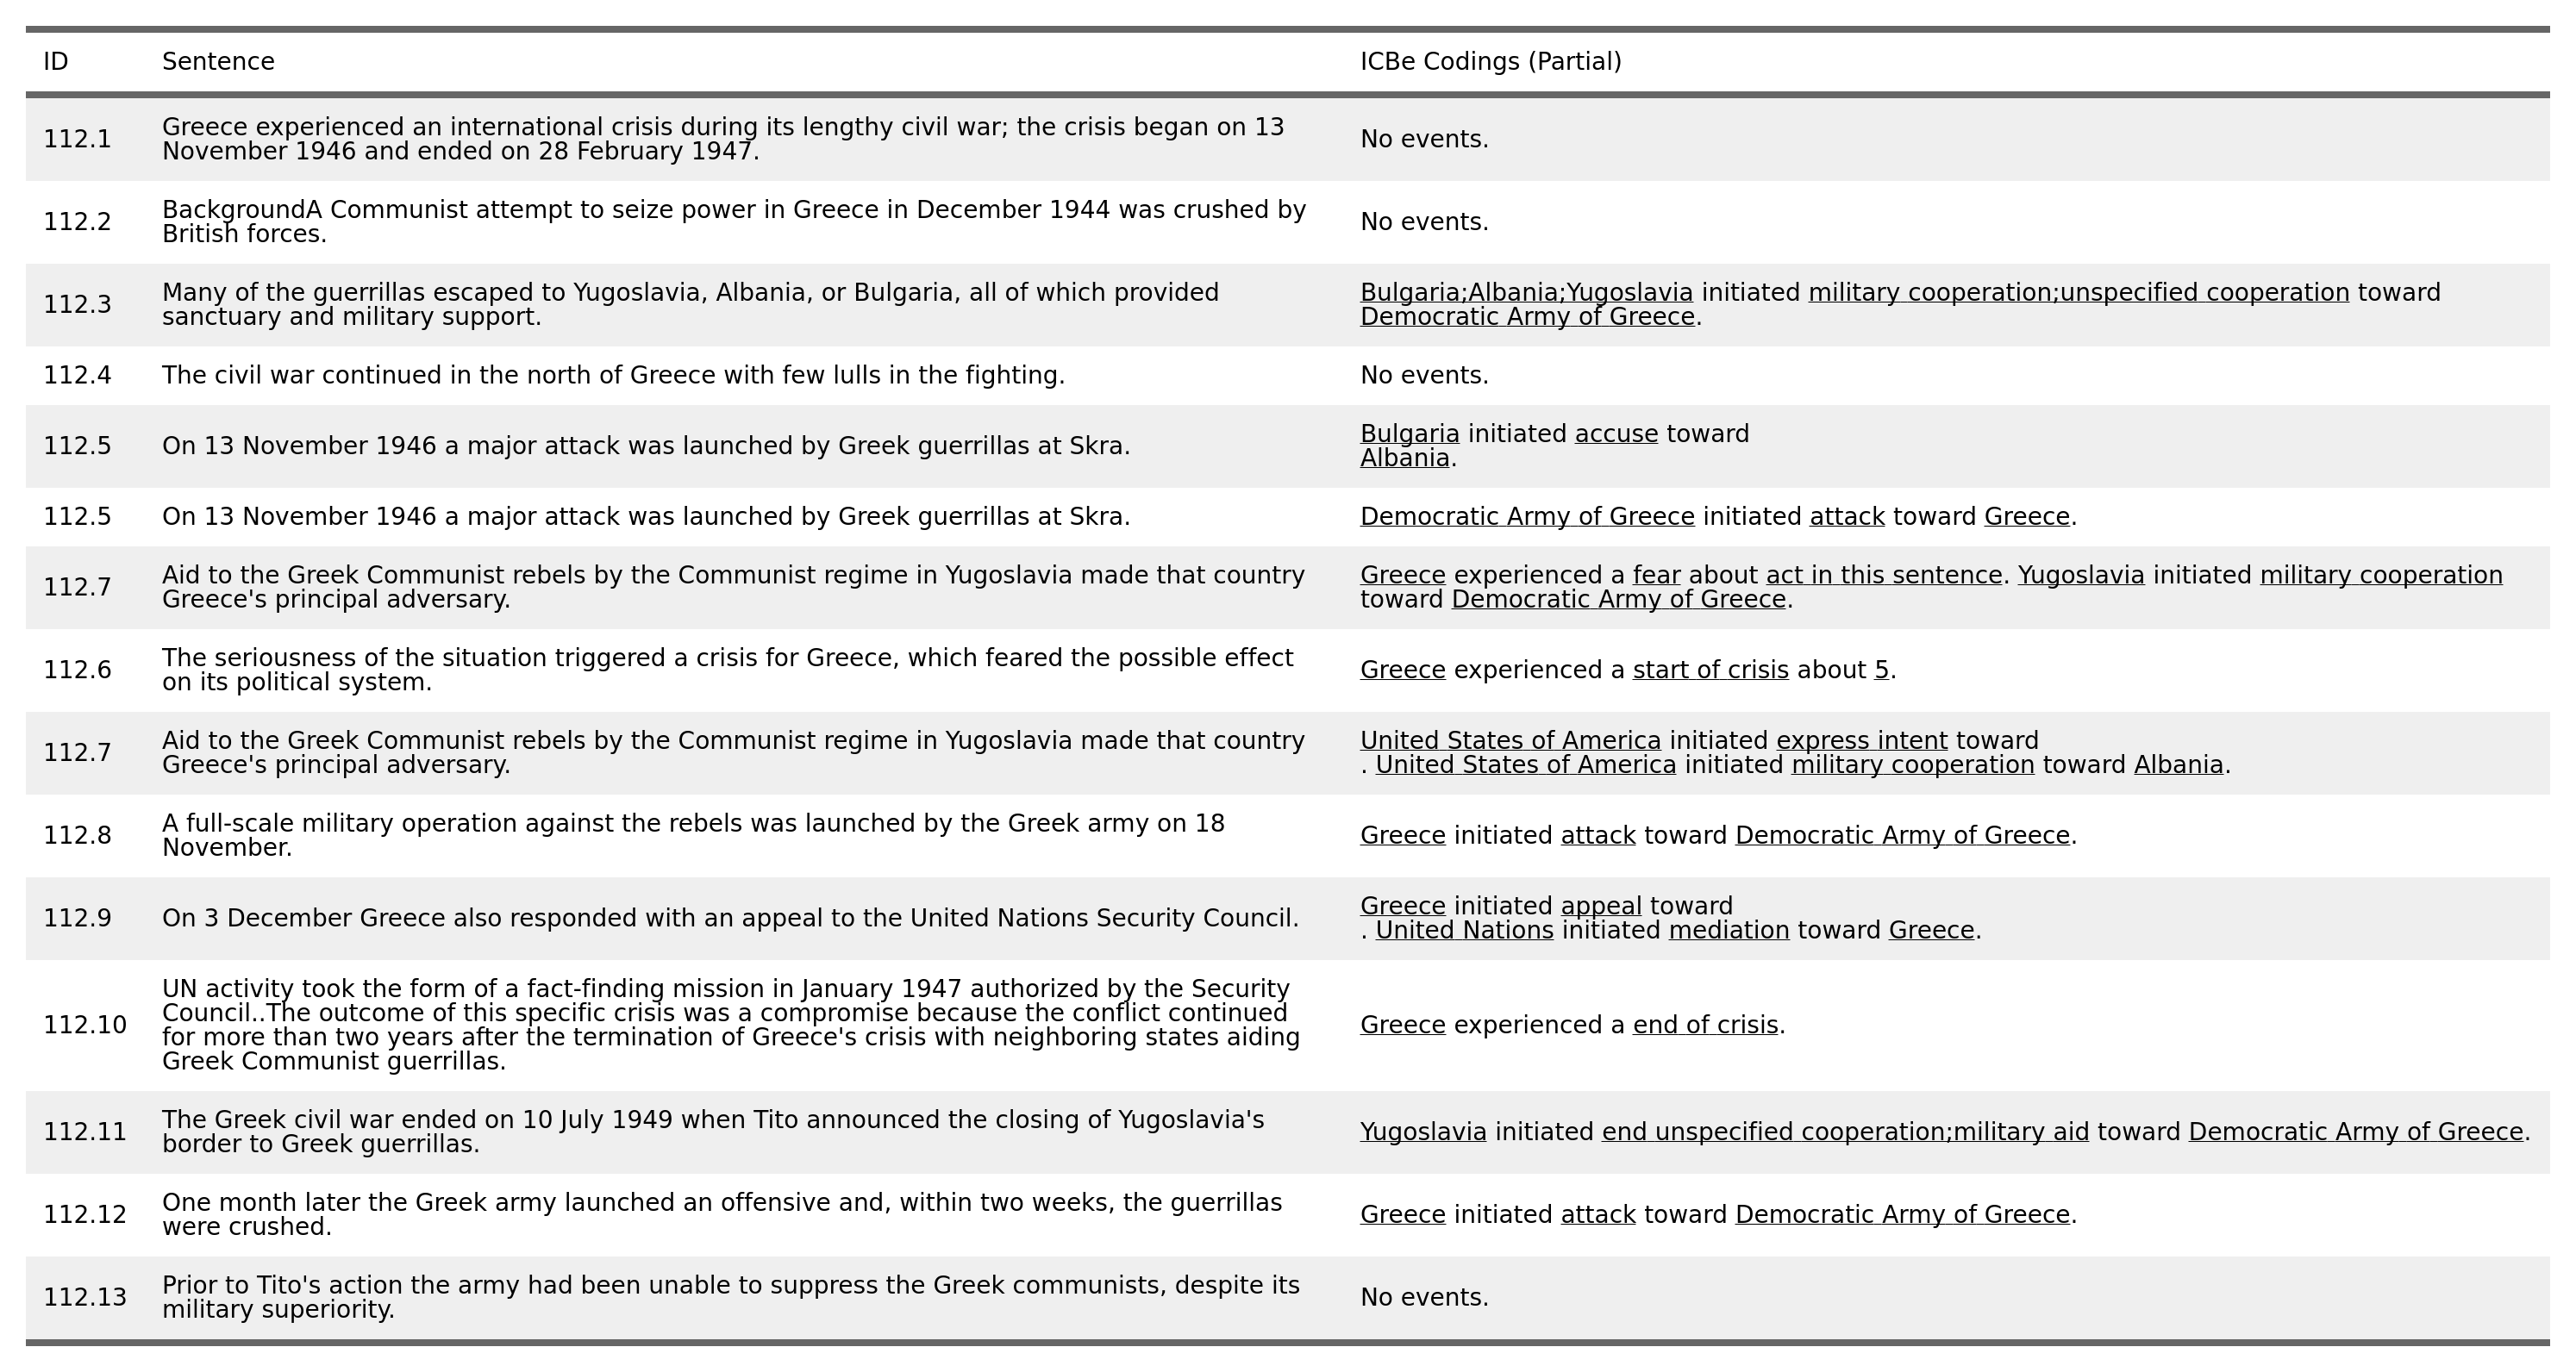 ID Sentence ICBe Codings (Partial)
112.1 Greece experienced an international crisis during its lengthy civil war; the crisis began on 13
November 1946 and ended on 28 February 1947.
No events.
112.2 BackgroundA Communist attempt to seize power in Greece in December 1944 was crushed by
British forces.
No events.
112.3 Many of the guerrillas escaped to Yugoslavia, Albania, or Bulgaria, all of which provided
sanctuary and military support.
Bulgaria;Albania;Yugoslavia initiated military cooperation;unspecified cooperation toward
Democratic Army of Greece.
112.4 The civil war continued in the north of Greece with few lulls in the fighting.
No events.
112.5 On 13 November 1946 a major attack was launched by Greek guerrillas at Skra.
Bulgaria initiated accuse toward
Albania.
112.5 On 13 November 1946 a major attack was launched by Greek guerrillas at Skra.
Democratic Army of Greece initiated attack toward Greece.
112.7 Aid to the Greek Communist rebels by the Communist regime in Yugoslavia made that country
Greece's principal adversary.
Greece experienced a fear about act in this sentence. Yugoslavia initiated military cooperation
toward Democratic Army of Greece.
112.6 The seriousness of the situation triggered a crisis for Greece, which feared the possible effect
on its political system.
Greece experienced a start of crisis about 5.
112.7 Aid to the Greek Communist rebels by the Communist regime in Yugoslavia made that country
Greece's principal adversary.
United States of America initiated express intent toward
. United States of America initiated military cooperation toward Albania.
112.8 A full-scale military operation against the rebels was launched by the Greek army on 18
November.
Greece initiated attack toward Democratic Army of Greece.
112.9 On 3 December Greece also responded with an appeal to the United Nations Security Council.
Greece initiated appeal toward
. United Nations initiated mediation toward Greece.
112.10 UN activity took the form of a fact-finding mission in January 1947 authorized by the Security
Council..The outcome of this specific crisis was a compromise because the conflict continued
for more than two years after the termination of Greece's crisis with neighboring states aiding
Greek Communist guerrillas.
Greece experienced a end of crisis.
112.11 The Greek civil war ended on 10 July 1949 when Tito announced the closing of Yugoslavia's
border to Greek guerrillas.
Yugoslavia initiated end unspecified cooperation;military aid toward Democratic Army of Greece.
112.12 One month later the Greek army launched an offensive and, within two weeks, the guerrillas
were crushed.
Greece initiated attack toward Democratic Army of Greece.
112.13 Prior to Tito's action the army had been unable to suppress the Greek communists, despite its
military superiority.
No events.